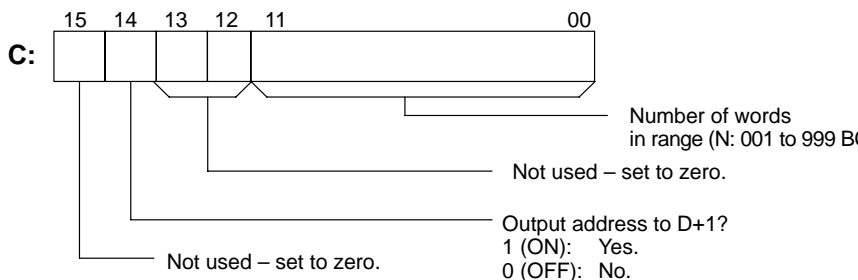 15 14 13 12 11 00
C:
Number of words
in range (N: 001 to 999
Not used – set to zero.
Output address to D+1?
1 (ON): Yes.
Not used – set to zero.
0 (OFF): No.